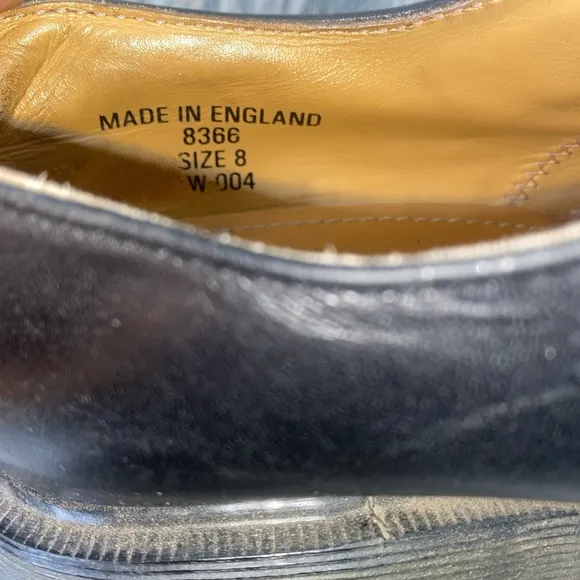 MADE IN ENGLAND
8366
SIZE 8
W 004